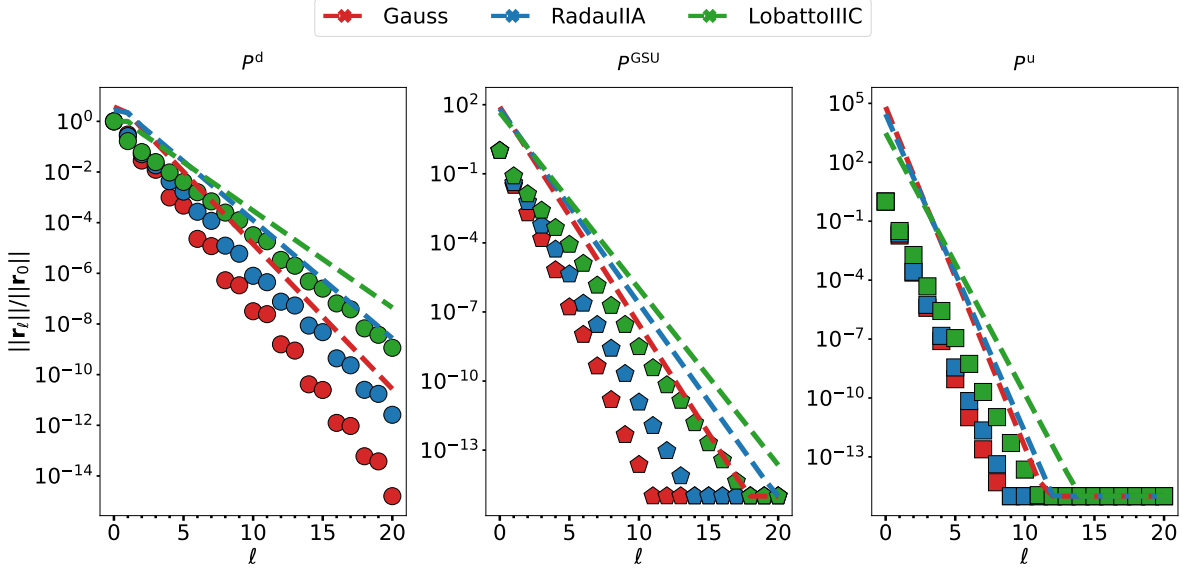 Gauss RadauIIA LobattoIIIC
P^d
P^GSU
P^u
||r_ℓ||/||r_0||
10^0
10^−2
10^−4
10^−6
10^−8
10^−10
10^−12
10^−14
0 5 10 15 20
ℓ
10^2
10^−1
10^−4
10^−7
10^−10
10^−13
0 5 10 15 20
ℓ
10^5
10^2
10^−1
10^−4
10^−7
10^−10
10^−13
0 5 10 15 20
ℓ